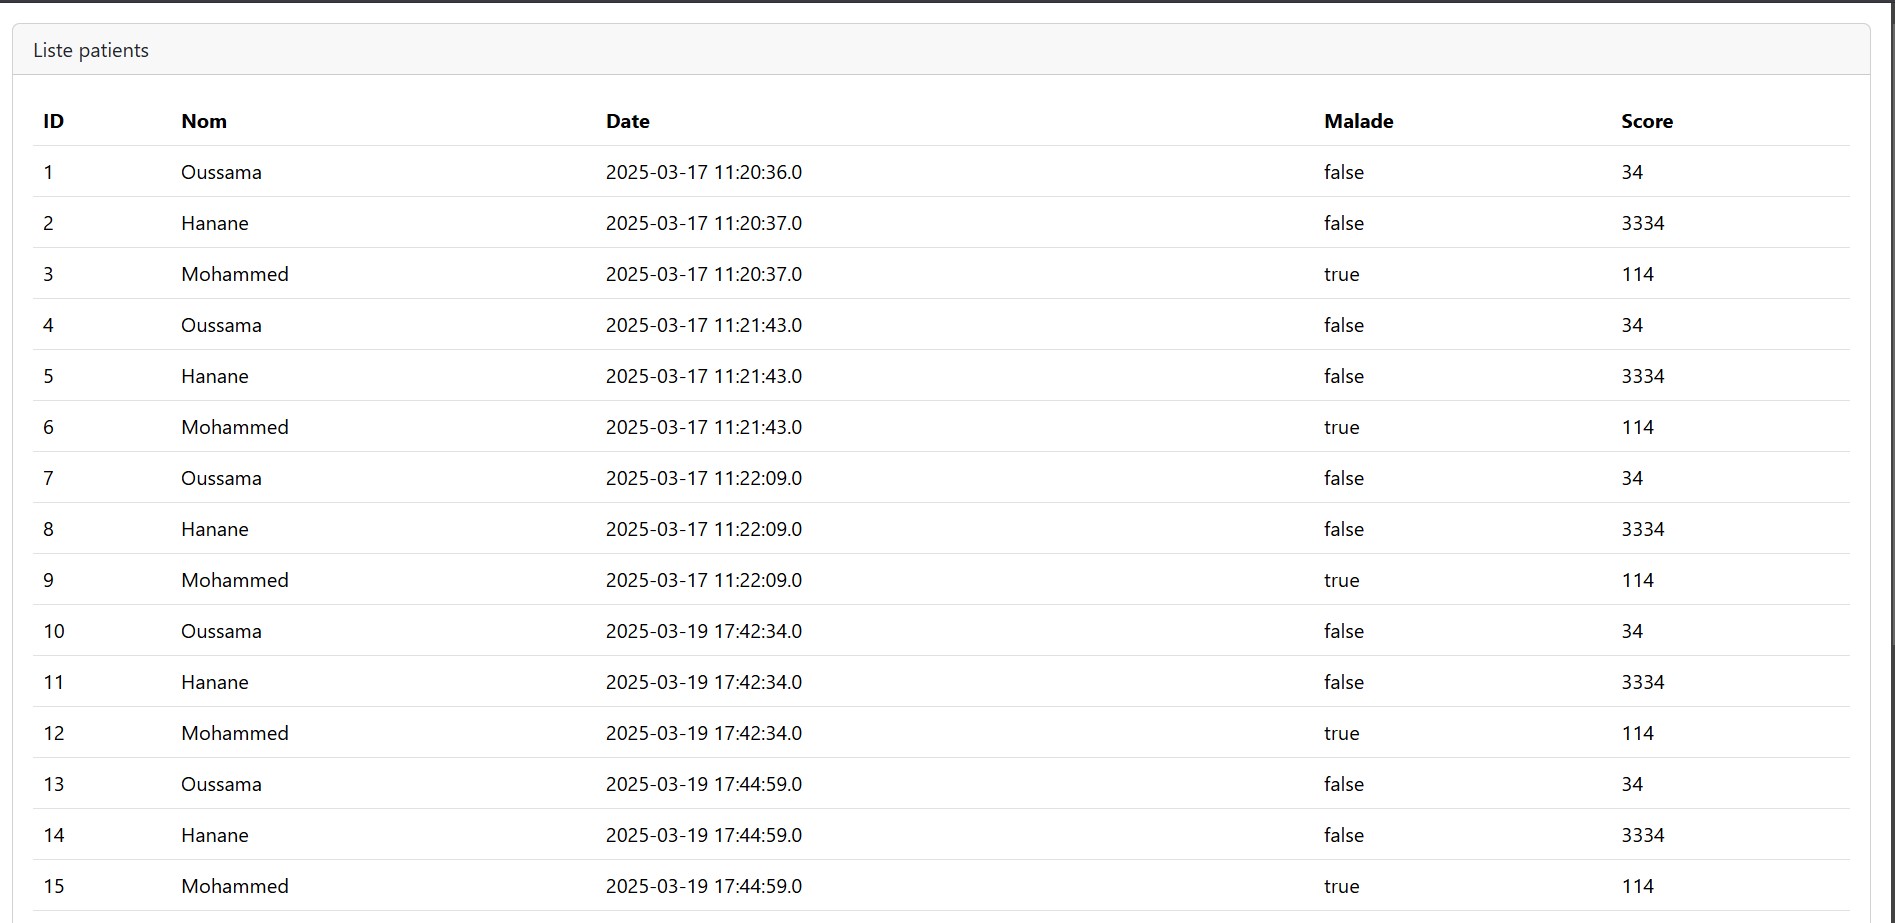 Liste patients
ID Nom Date Malade Score
1 Oussama 2025-03-17 11:20:36.0 false 34
2 Hanane 2025-03-17 11:20:37.0 false 3334
3 Mohammed 2025-03-17 11:20:37.0 true 114
4 Oussama 2025-03-17 11:21:43.0 false 34
5 Hanane 2025-03-17 11:21:43.0 false 3334
6 Mohammed 2025-03-17 11:21:43.0 true 114
7 Oussama 2025-03-17 11:22:09.0 false 34
8 Hanane 2025-03-17 11:22:09.0 false 3334
9 Mohammed 2025-03-17 11:22:09.0 true 114
10 Oussama 2025-03-19 17:42:34.0 false 34
11 Hanane 2025-03-19 17:42:34.0 false 3334
12 Mohammed 2025-03-19 17:42:34.0 true 114
13 Oussama 2025-03-19 17:44:59.0 false 34
14 Hanane 2025-03-19 17:44:59.0 false 3334
15 Mohammed 2025-03-19 17:44:59.0 true 114